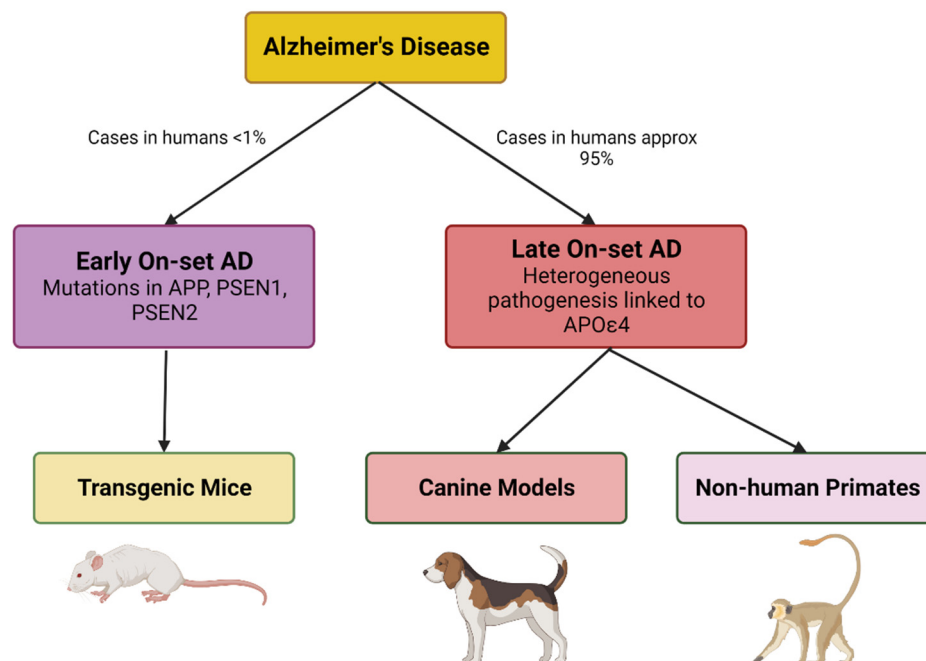 Alzheimer's Disease
Cases in humans <1%
Cases in humans approx
95%
Early On-set AD
Mutations in APP, PSEN1,
PSEN2
Late On-set AD
Heterogeneous
pathogenesis linked to
APOε4
Transgenic Mice
Canine Models
Non-human Primates